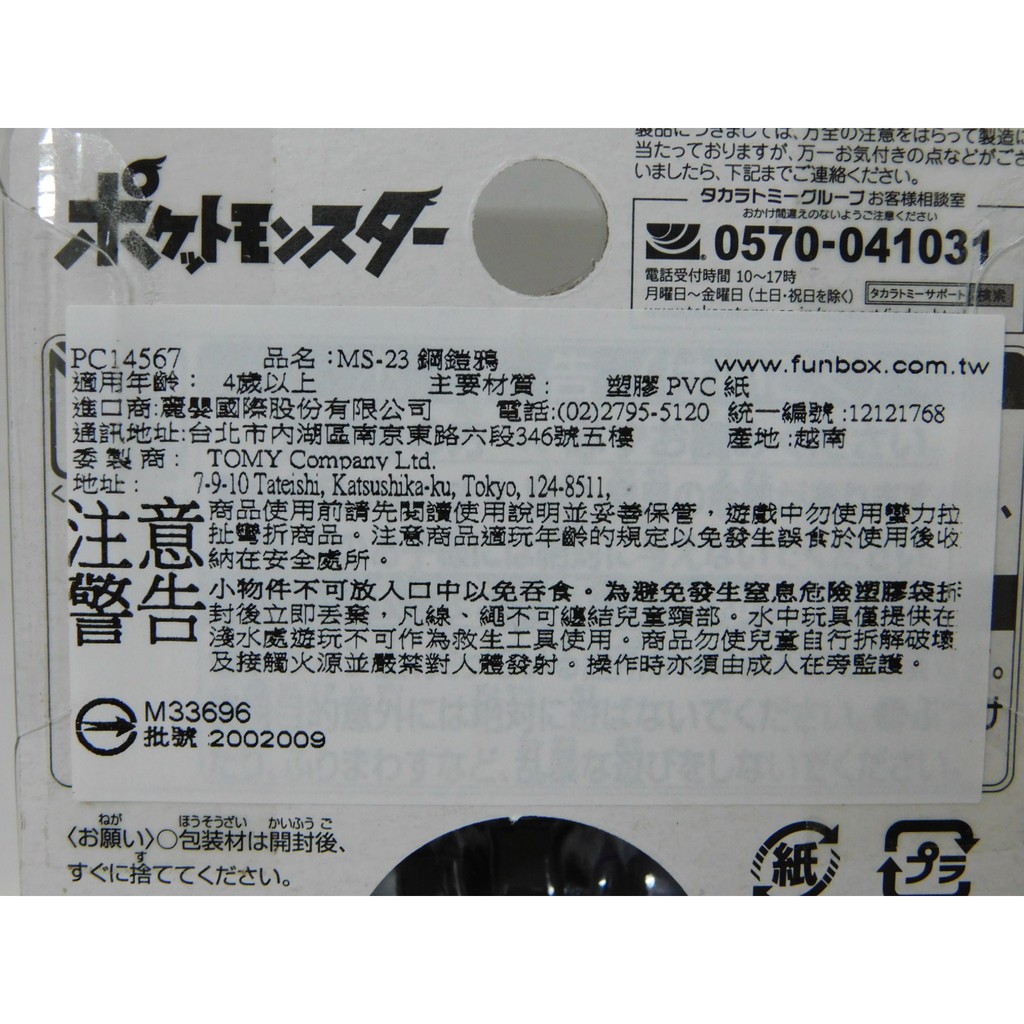 ポケットモンスター
製品につきましては、万全の注意をはらって製造に
当たっておりますが、万一お気付きの点などがござ
いましたら、下記までご連絡ください。
タカラトミーグループお客様相談室
おかけ間違えのないようご注意ください
0570-041031
電話受付時間 10～17時
月曜日～金曜日（土日・祝日を除く）
タカラトミーサポート 検索
PC14567 品名：MS-23 鋼鎧鴉 www.funbox.com.tw
適用年齡： 4歲以上 主要材質： 塑膠 PVC 紙
進口商:麗嬰國際股份有限公司 電話:(02)2795-5120 統一編號:12121768
通訊地址:台北市內湖區南京東路六段346號五樓 產地:越南
委製商： TOMY Company Ltd.
地址： 7-9-10 Tateishi, Katsushika-ku, Tokyo, 124-8511,
注意
商品使用前請先閱讀使用說明並妥善保管，遊戲中勿使用蠻力拉
扯彎折商品。注意商品適玩年齡的規定以免發生誤食於使用後收
納在安全處所。
警告
小物件不可放入口中以免吞食。為避免發生窒息危險塑膠袋拆
封後立即丟棄，凡線、繩不可纏結兒童頸部。水中玩具僅提供在
淺水處遊玩不可作為救生工具使用。商品勿使兒童自行拆解破壞
及接觸火源並嚴禁對人體發射。操作時亦須由成人在旁監護。
M33696
批號 2002009
〈お願い〉○包装材は開封後、
すぐに捨ててください。
紙
プラ